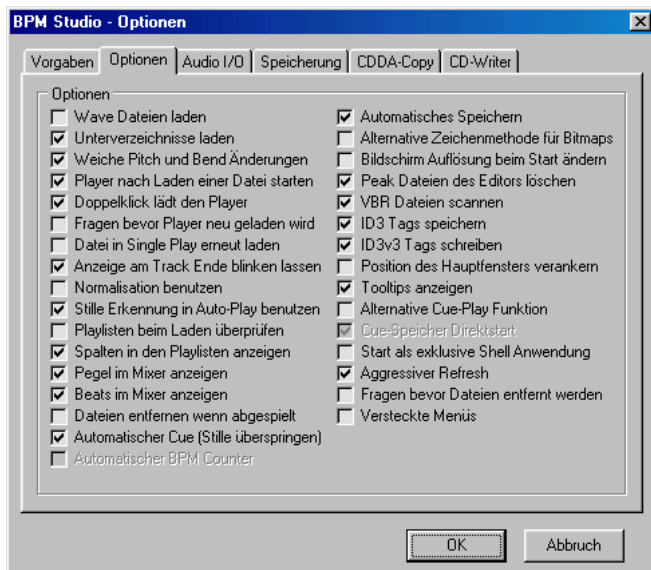 BPM Studio - Optionen
Vorgaben Optionen Audio I/O Speicherung CDDA-Copy CD-Writer
Optionen
Wave Dateien laden
Unterverzeichnisse laden
Weiche Pitch und Bend Änderungen
Player nach Laden einer Datei starten
Doppelklick lädt den Player
Fragen bevor Player neu geladen wird
Datei in Single Play erneut laden
Anzeige am Track Ende blinken lassen
Normalisation benutzen
Stille Erkennung in Auto-Play benutzen
Playlisten beim Laden überprüfen
Spalten in den Playlisten anzeigen
Pegel im Mixer anzeigen
Beats im Mixer anzeigen
Dateien entfernen wenn abgespielt
Automatischer Cue (Stille überspringen)
Automatischer BPM Counter
Automatisches Speichern
Alternative Zeichenmethode für Bitmaps
Bildschirm Auflösung beim Start ändern
Peak Dateien des Editors löschen
VBR Dateien scannen
ID3 Tags speichern
ID3v3 Tags schreiben
Position des Hauptfensters verankern
Tooltips anzeigen
Alternative Cue-Play Funktion
Cue-Speicher Direktstart
Start als exklusive Shell Anwendung
Aggressiver Refresh
Fragen bevor Dateien entfernt werden
Versteckte Menüs
OK Abbruch